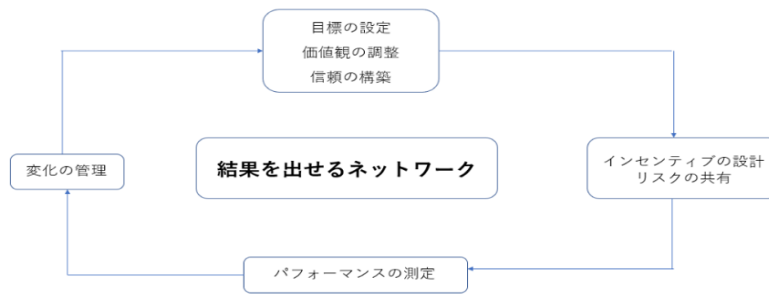 目標の設定
価値観の調整
信頼の構築
変化の管理
結果を出せるネットワーク
インセンティブの設計
リスクの共有
パフォーマンスの測定